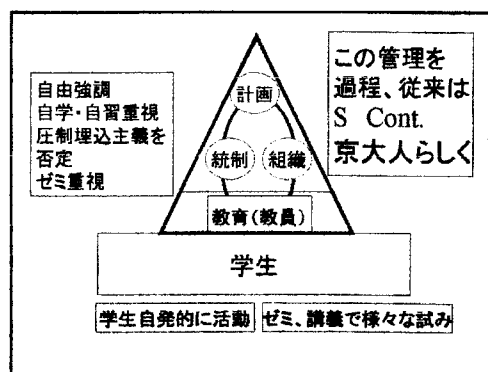 自由強調
自学・自習重視
圧制埋込主義を
否定
ゼミ重視
計画
統制
組織
教育（教員）
学生
この管理を
過程、従来は
S Cont.
京大人らしく
学生自発的に活動
ゼミ、講義で様々な試み